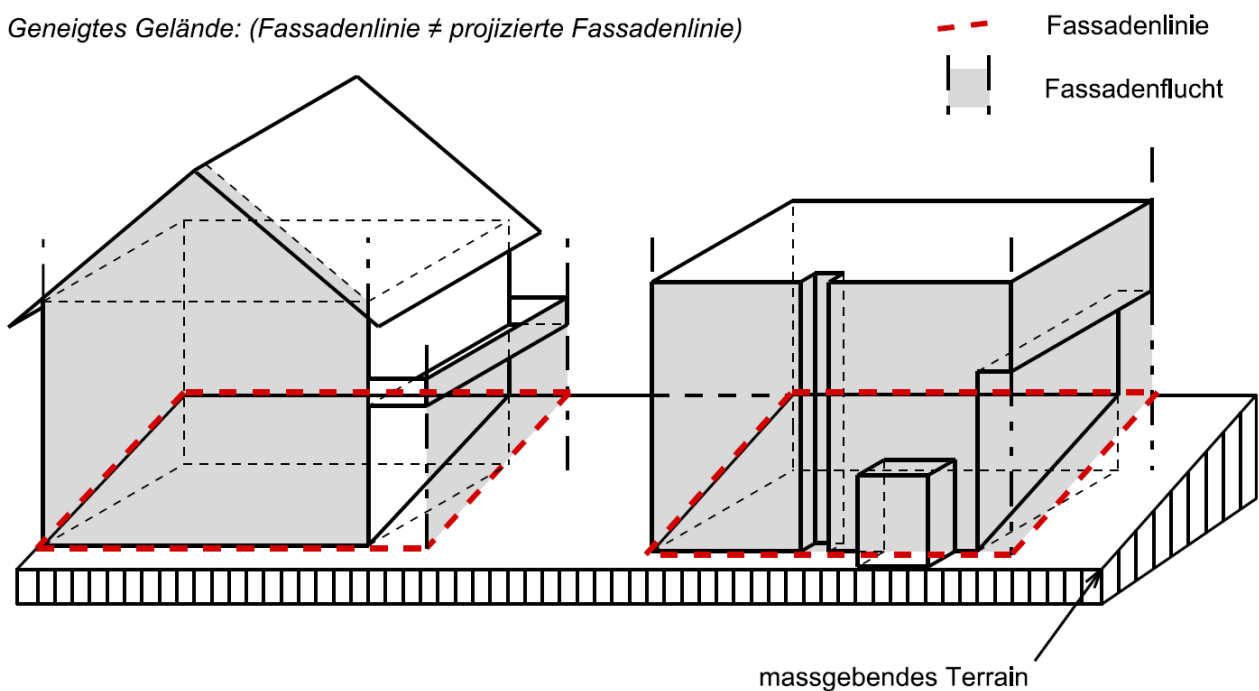 Geneigtes Gelände: (Fassadenlinie ≠ projizierte Fassadenlinie)
Fassadenlinie
Fassadenflucht
massgebendes Terrain